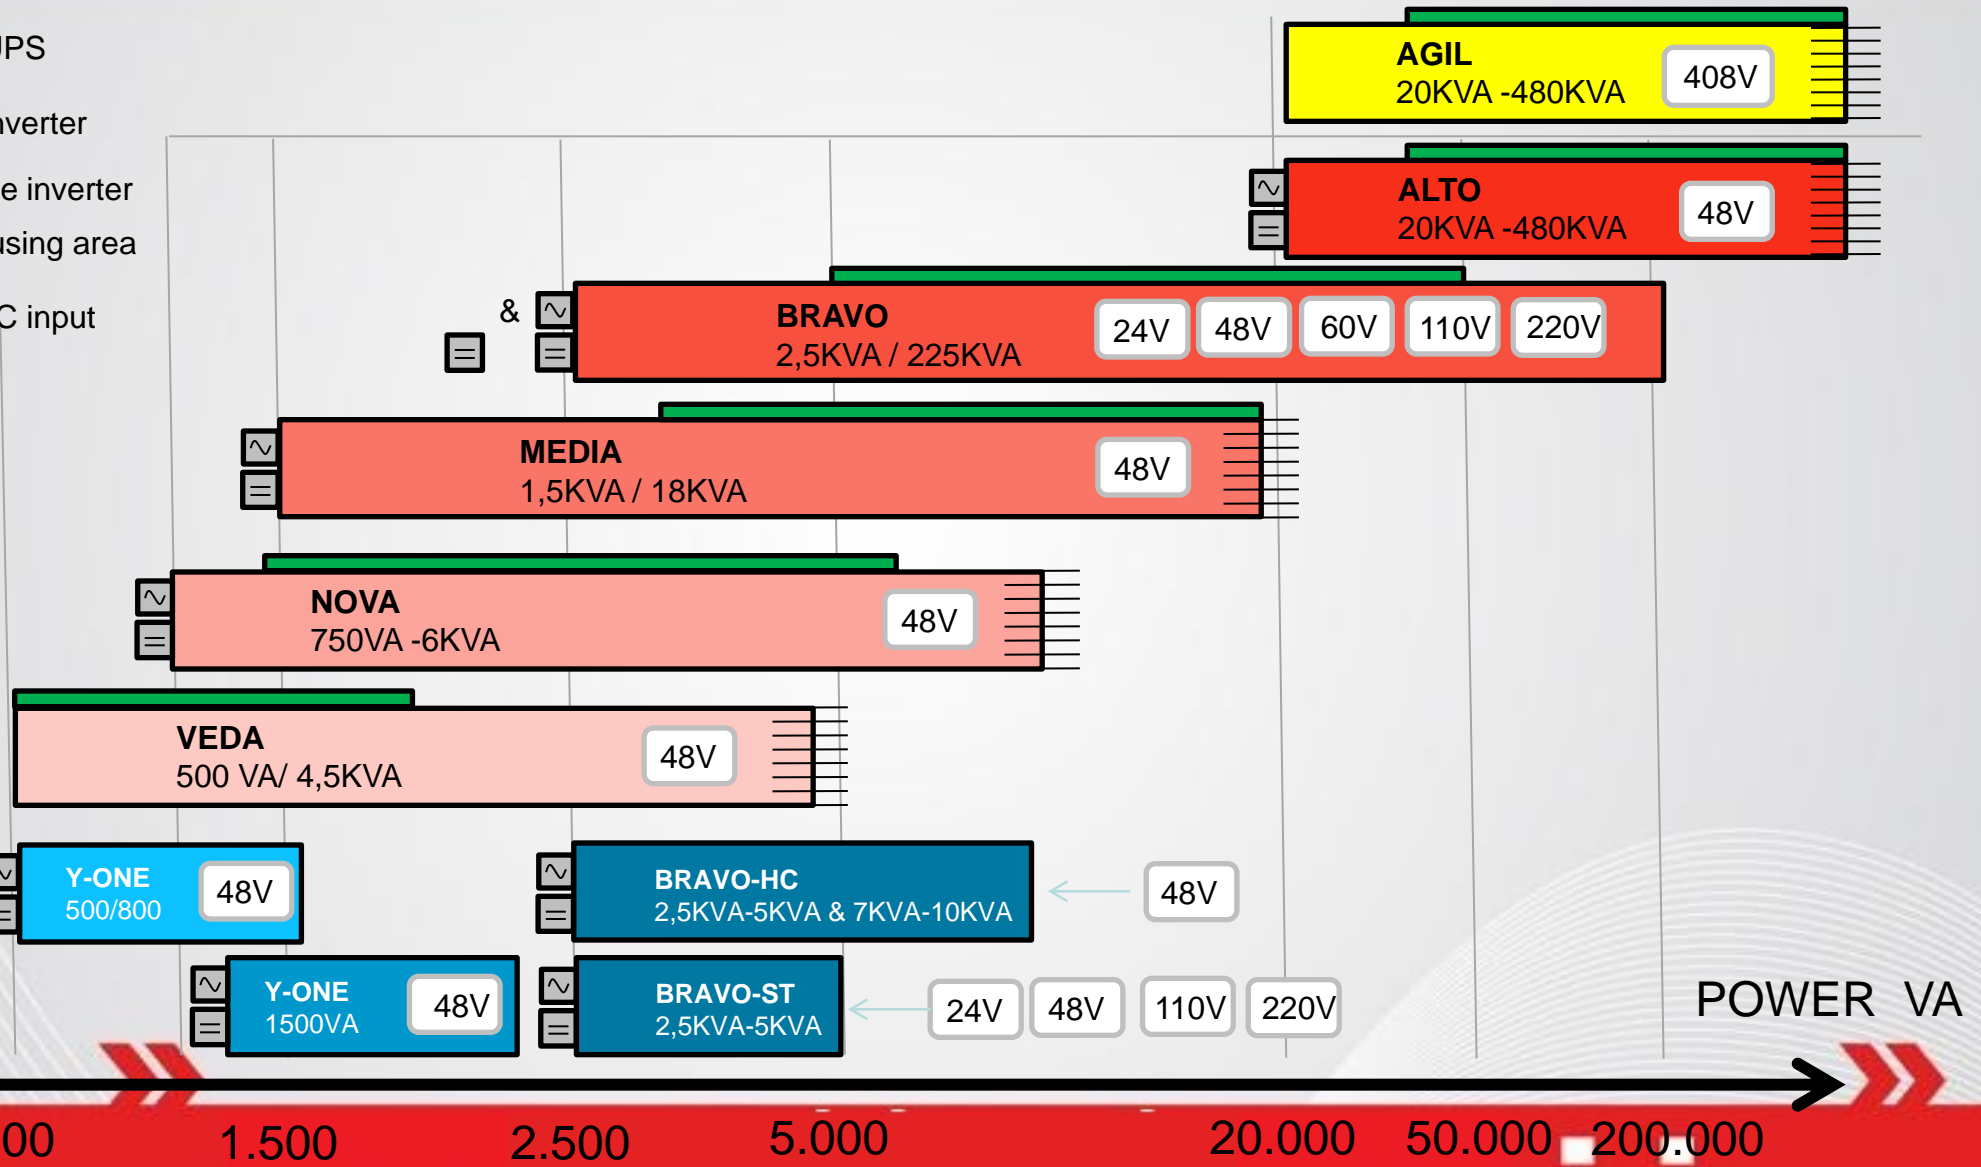 UPS
AGIL
20KVA -480KVA
408V
nverter
e inverter
ALTO
20KVA -480KVA
48V
using area
C input
&
BRAVO
2,5KVA / 225KVA
24V
48V
60V
110V
220V
MEDIA
1,5KVA / 18KVA
48V
NOVA
750VA -6KVA
48V
VEDA
500 VA/ 4,5KVA
48V
Y-ONE
500/800
48V
BRAVO-HC
2,5KVA-5KVA & 7KVA-10KVA
48V
Y-ONE
1500VA
48V
BRAVO-ST
2,5KVA-5KVA
24V
48V
110V
220V
POWER VA
00 1.500 2.500 5.000 20.000 50.000 200.000